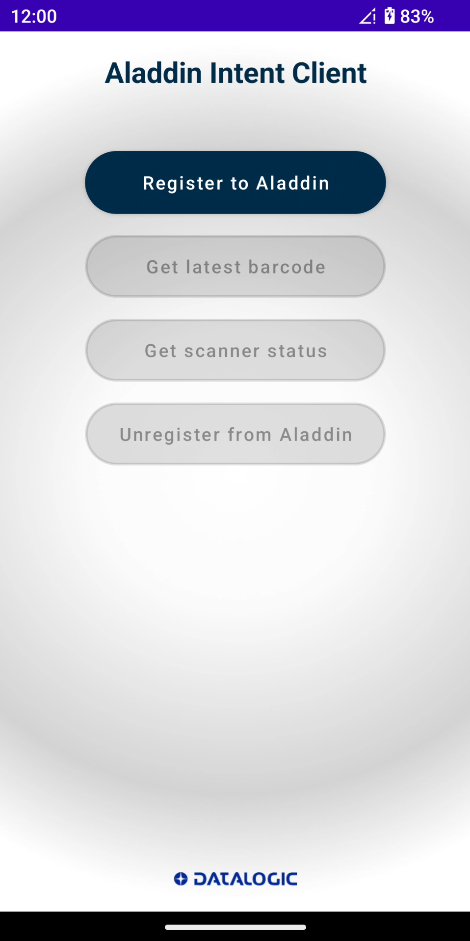 12:00
83%
Aladdin Intent Client
Register to Aladdin
Get latest barcode
Get scanner status
Unregister from Aladdin
DATALOGIC